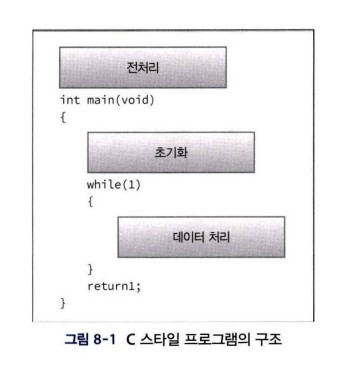 전처리
int main(void)
{
초기화
while(1)
{
데이터 처리
}
return1;
}
그림 8-1 C 스타일 프로그램의 구조